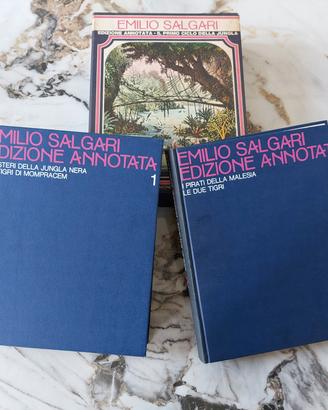 EMILIO SALGARI
EDIZIONE ANNOTATA · IL PRIMO CICLO DELLA JUNGLA
EMILIO SALGARI
EDIZIONE ANNOTATA
STERI DELLA JUNGLA NERA
TIGRI DI MOMPRACEM
1
EMILIO SALGARI
EDIZIONE ANNOTA
I PIRATI DELLA MALESIA
LE DUE TIGRI